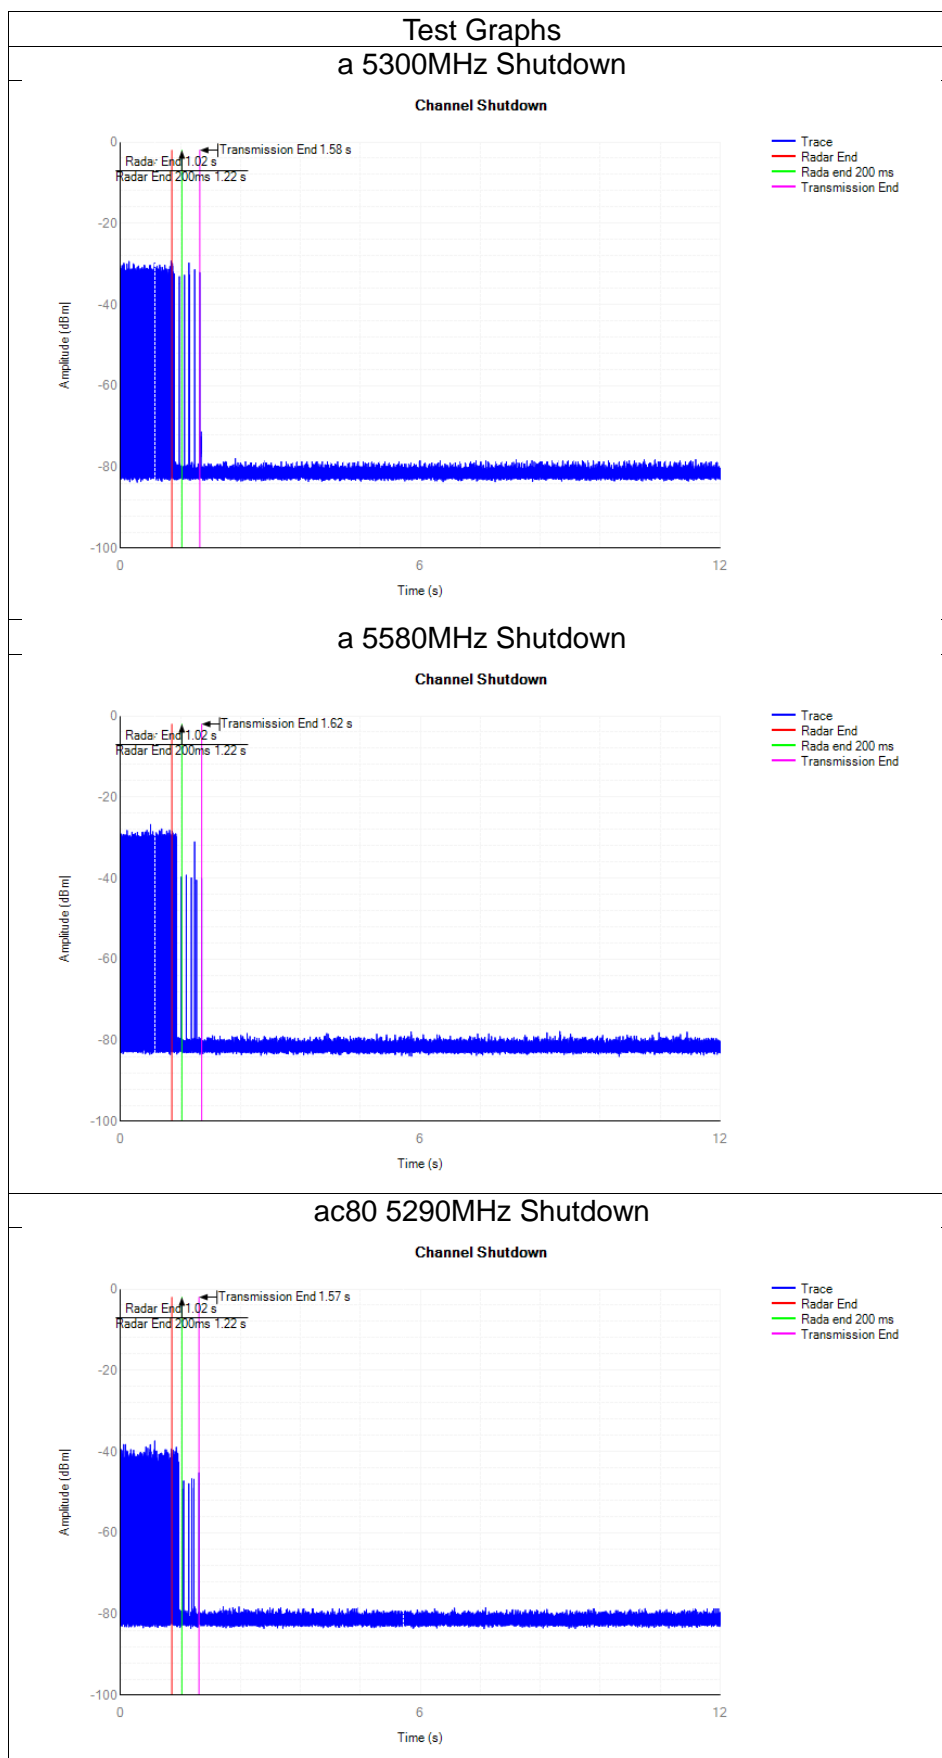 Test Graphs
a 5300MHz Shutdown
Channel Shutdown
0
Transmission End 1.58 s
Radar End 1.02 s
Radar End 200ms 1.22 s
Trace
Radar End
Rada end 200 ms
Transmission End
-20
-40
-60
-80
-100
Amplitude [dBm]
0
6
12
Time (s)
a 5580MHz Shutdown
Channel Shutdown
0
Transmission End 1.62 s
Radar End 1.02 s
Radar End 200ms 1.22 s
Trace
Radar End
Rada end 200 ms
Transmission End
-20
-40
-60
-80
-100
Amplitude [dBm]
0
6
12
Time (s)
ac80 5290MHz Shutdown
Channel Shutdown
0
Transmission End 1.57 s
Radar End 1.02 s
Radar End 200ms 1.22 s
Trace
Radar End
Rada end 200 ms
Transmission End
-20
-40
-60
-80
-100
Amplitude [dBm]
0
6
12
Time (s)